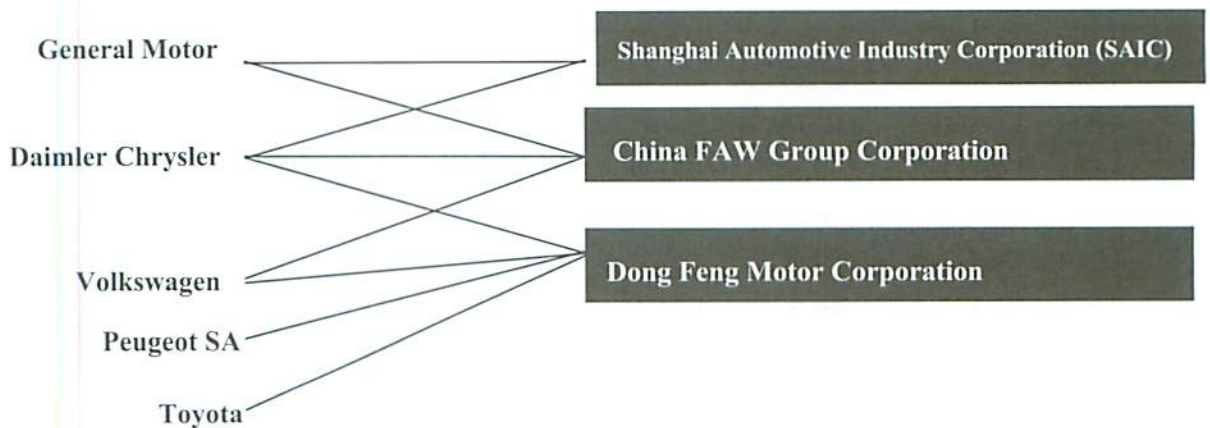 General Motor
Shanghai Automotive Industry Corporation (SAIC)
Daimler Chrysler
China FAW Group Corporation
Volkswagen
Dong Feng Motor Corporation
Peugeot SA
Toyota